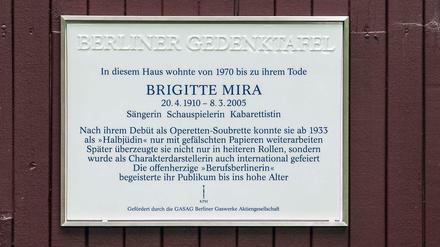 BERLINER GEDENKTAFEL
In diesem Haus wohnte von 1970 bis zu ihrem Tode
BRIGITTE MIRA
20. 4. 1910 – 8. 3. 2005
Sängerin Schauspielerin Kabarettistin
Nach ihrem Debüt als Operetten-Soubrette konnte sie ab 1933
als »Halbjüdin« nur mit gefälschten Papieren weiterarbeiten
Später überzeugte sie nicht nur in heiteren Rollen, sondern
wurde als Charakterdarstellerin auch international gefeiert
Die offenherzige »Berufsberlinerin«
begeisterte ihr Publikum bis ins hohe Alter
KPM
Gefördert durch die GASAG Berliner Gaswerke Aktiengesellschaft